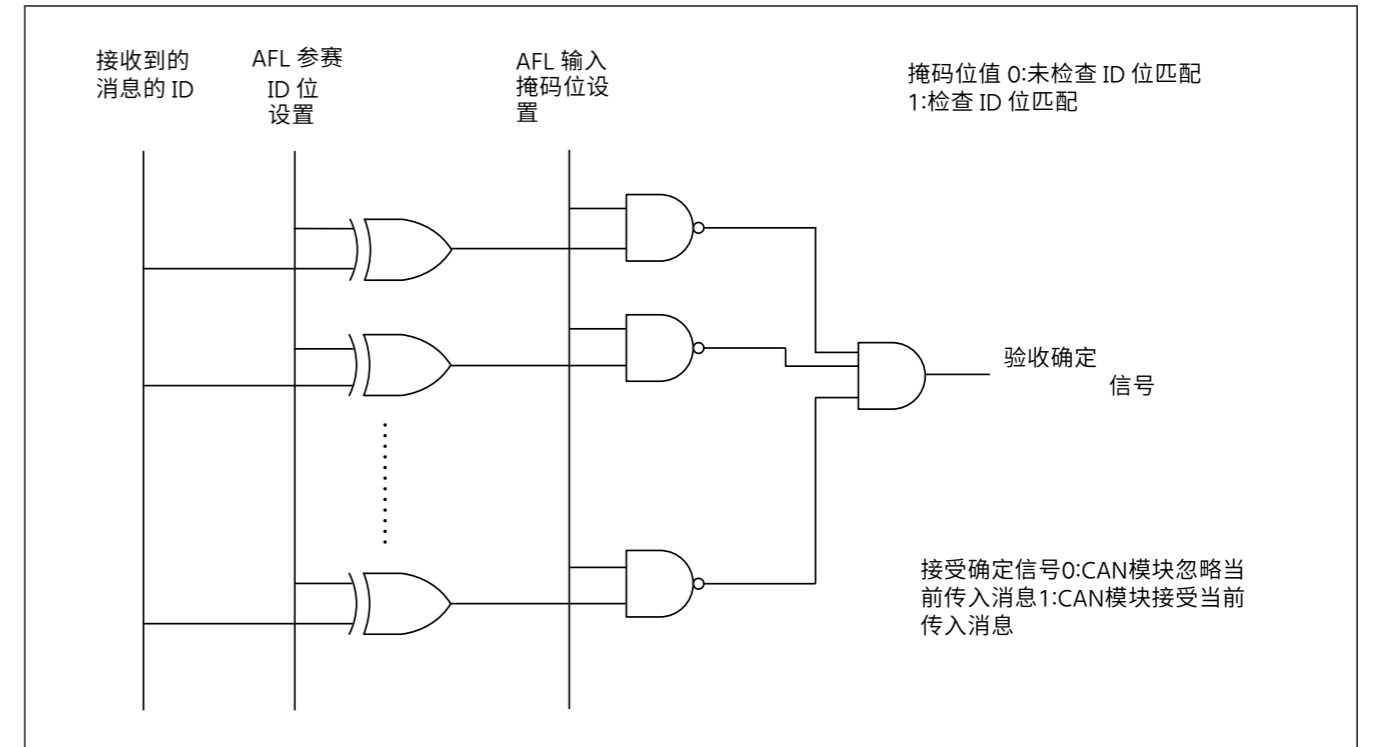 接收到的
消息的 ID
AFL 参赛
ID 位
设置
AFL 输入
掩码位设
置
掩码位值 0:未检查 ID 位匹配
1:检查 ID 位匹配
验收确定
信号
接受确定信号0:CAN模块忽略当
前传入消息1:CAN模块接受当前
传入消息